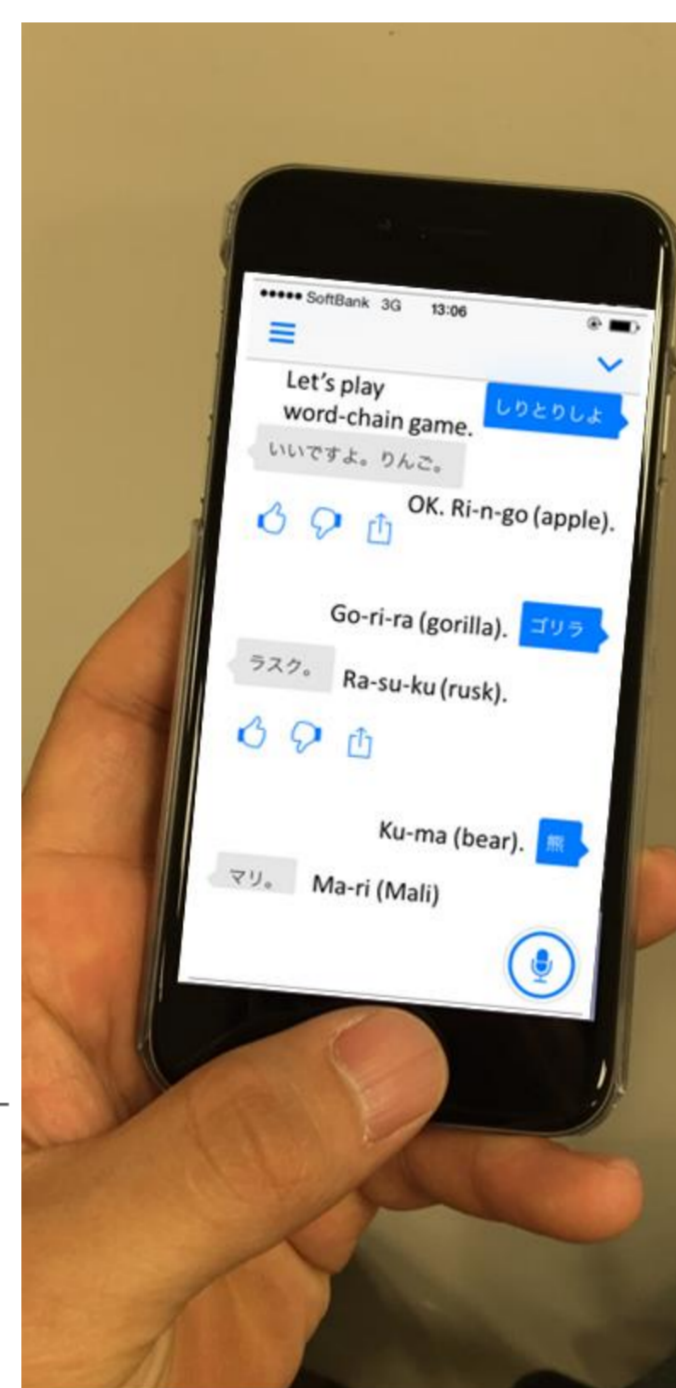 SoftBank 3G 13:06
Let's play
word-chain game.
しりとりしよ
いいですよ。りんご。
OK. Ri-n-go (apple).
Go-ri-ra (gorilla).
ゴリラ
ラスク。
Ra-su-ku (rusk).
Ku-ma (bear).
熊
マリ。
Ma-ri (Mali)